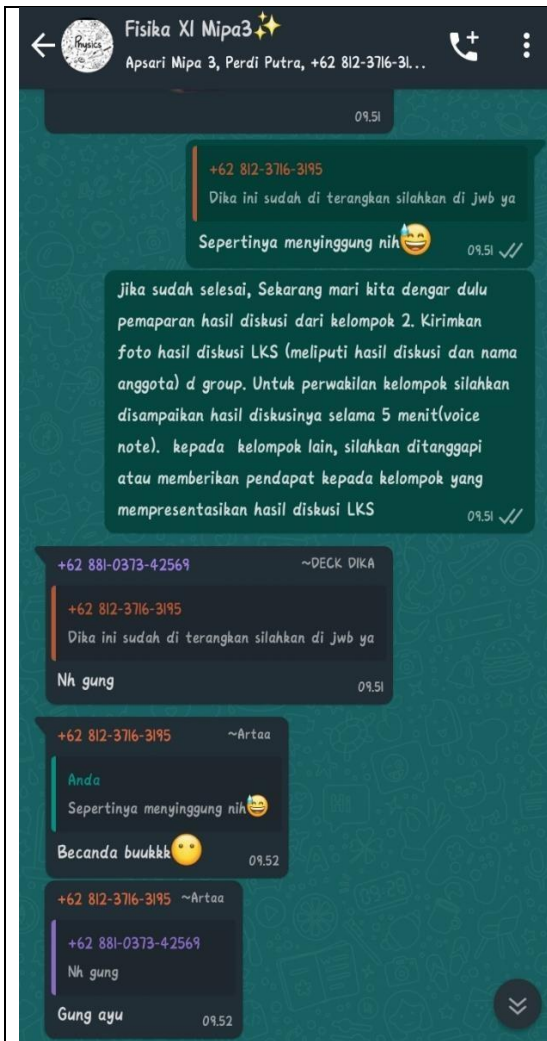 Physics
Fisika XI Mipa3✨
Apsari Mipa 3, Perdi Putra, +62 812-3716-31...
09.51
+62 812-3716-3195
Dika ini sudah di terangkan silahkan di jwb ya
Sepertinya menyinggung nih😅
09.51
jika sudah selesai, Sekarang mari kita dengar dulu
pemaparan hasil diskusi dari kelompok 2. Kirimkan
foto hasil diskusi LKS (meliputi hasil diskusi dan nama
anggota) d group. Untuk perwakilan kelompok silahkan
disampaikan hasil diskusinya selama 5 menit(voice
note). kepada kelompok lain, silahkan ditanggapi
atau memberikan pendapat kepada kelompok yang
mempresentasikan hasil diskusi LKS
09.51
+62 881-0373-42569 ~DECK DIKA
+62 812-3716-3195
Dika ini sudah di terangkan silahkan di jwb ya
Nh gung
09.51
+62 812-3716-3195 ~Artaa
Anda
Sepertinya menyinggung nih😅
Becanda buukkk😶
09.52
+62 812-3716-3195 ~Artaa
+62 881-0373-42569
Nh gung
Gung ayu
09.52